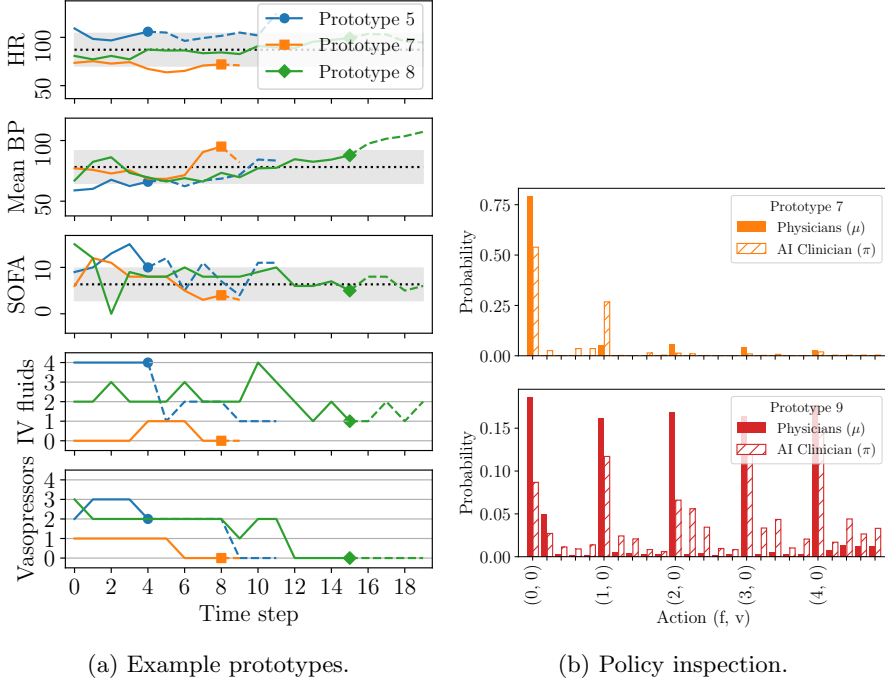 HR
100
50
Prototype 5
Prototype 7
Prototype 8
Mean BP
100
50
SOFA
10
0
IV fluids
4
3
2
1
0
Vasopressors
4
3
2
1
0
0 2 4 6 8 10 12 14 16 18
Time step
(a) Example prototypes.
Probability
0.75
0.50
0.25
0.00
Prototype 7
Physicians (μ)
AI Clinician (π)
Probability
0.15
0.10
0.05
0.00
Prototype 9
Physicians (μ)
AI Clinician (π)
(0, 0) (1, 0) (2, 0) (3, 0) (4, 0)
Action (f, v)
(b) Policy inspection.